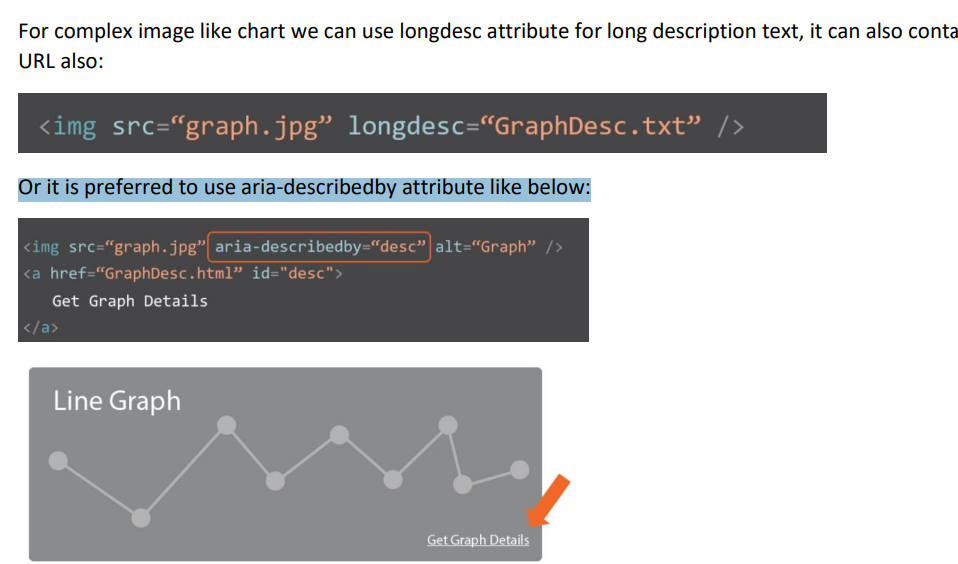 For complex image like chart we can use longdesc attribute for long description text, it can also conta
URL also:
<img src=“graph.jpg” longdesc=“GraphDesc.txt” />
Or it is preferred to use aria-describedby attribute like below:
<img src=“graph.jpg” aria-describedby=“desc” alt=“Graph” />
<a href=“GraphDesc.html” id="desc">
Get Graph Details
</a>
Line Graph
Get Graph Details